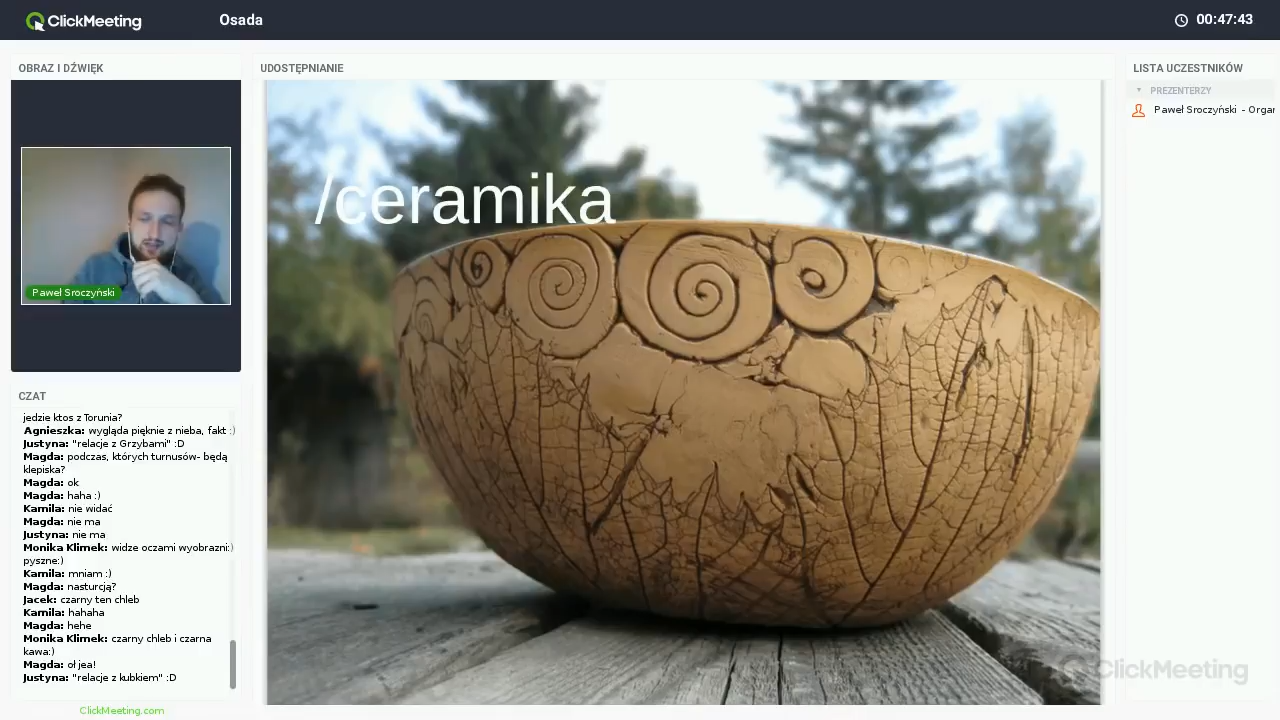 ClickMeeting
Osada
00:47:43
OBRAZ I DŹWIĘK
Paweł Sroczyński
CZAT
jedzie ktos z Torunia?
Agnieszka: wygląda pięknie z nieba, fakt :)
Justyna: "relacje z Grzybami" :D
Magda: podczas, których turnusów- będą
klepiska?
Magda: ok
Magda: haha :)
Kamila: nie widać
Magda: nie ma
Justyna: nie ma
Monika Klimek: widze oczami wyobrazni:)
pyszne:)
Kamila: mniam :)
Magda: nasturcją?
Jacek: czarny ten chleb
Kamila: hahaha
Magda: hehe
Monika Klimek: czarny chleb i czarna
kawa:)
Magda: oł jea!
Justyna: "relacje z kubkiem" :D
ClickMeeting.com
UDOSTĘPNIANIE
/ceramika
ClickMeeting
LISTA UCZESTNIKÓW
PREZENTERZY
Paweł Sroczyński - Organ